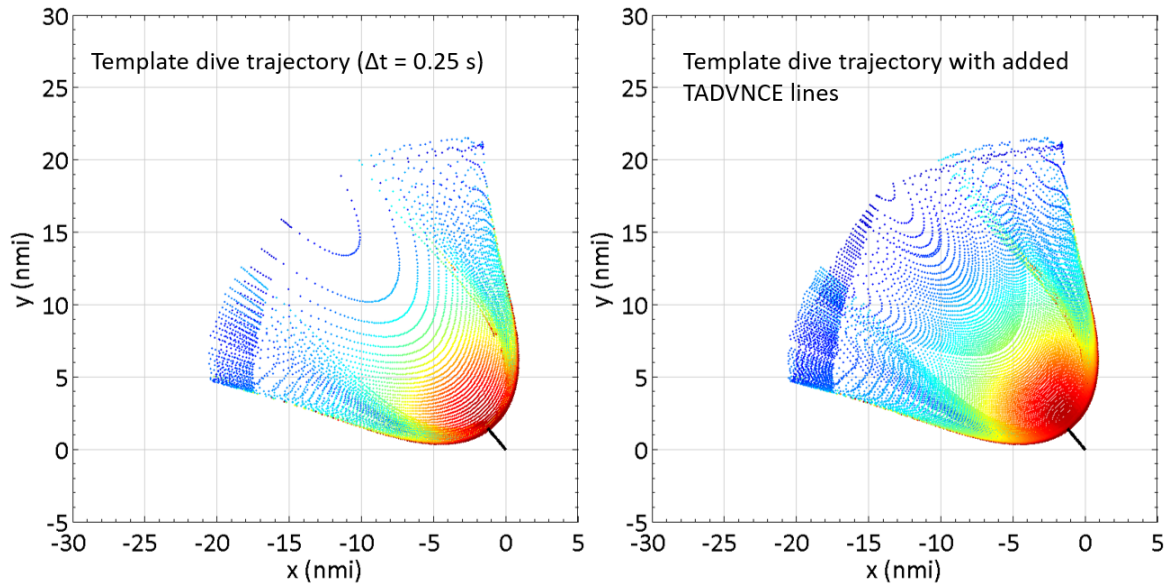 30
25
20
15
10
5
0
-5
y (nmi)
Template dive trajectory (Δt = 0.25 s)
-30 -25 -20 -15 -10 -5 0 5
x (nmi)
30
25
20
15
10
5
0
-5
y (nmi)
Template dive trajectory with added
TADVNCE lines
-30 -25 -20 -15 -10 -5 0 5
x (nmi)